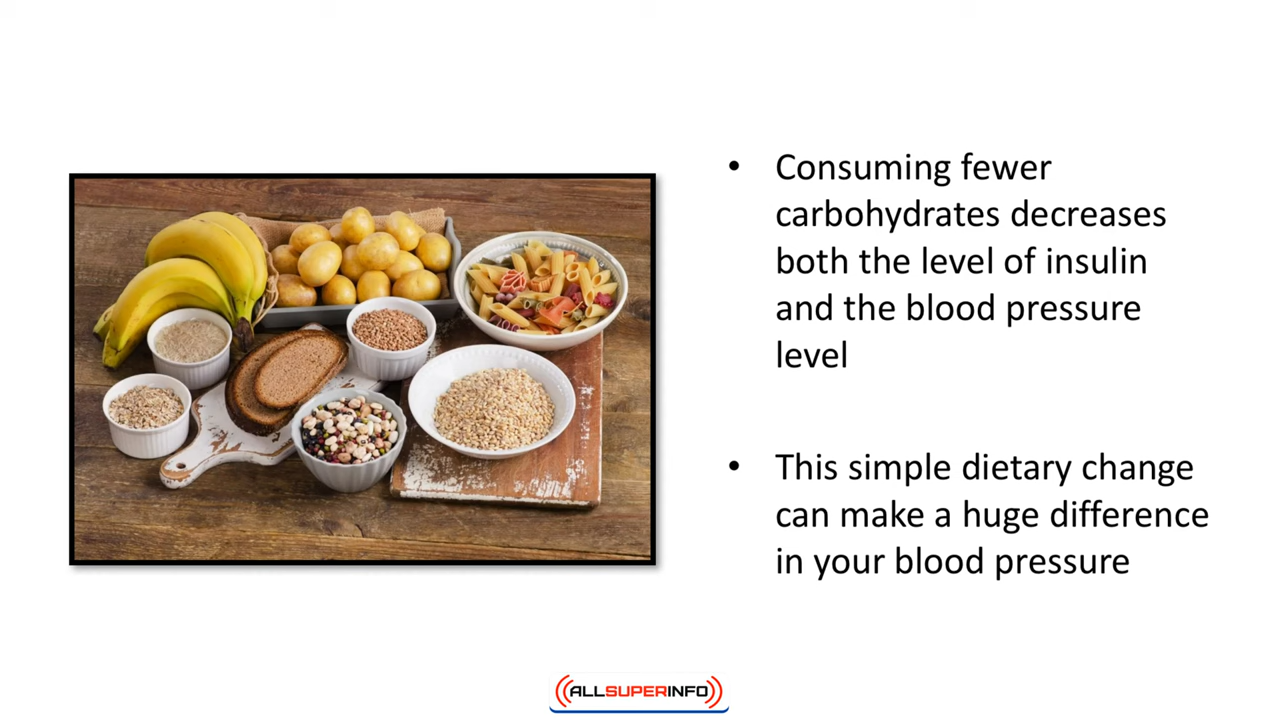 • Consuming fewer
carbohydrates decreases
both the level of insulin
and the blood pressure
level
• This simple dietary change
can make a huge difference
in your blood pressure
ALLSUPERINFO